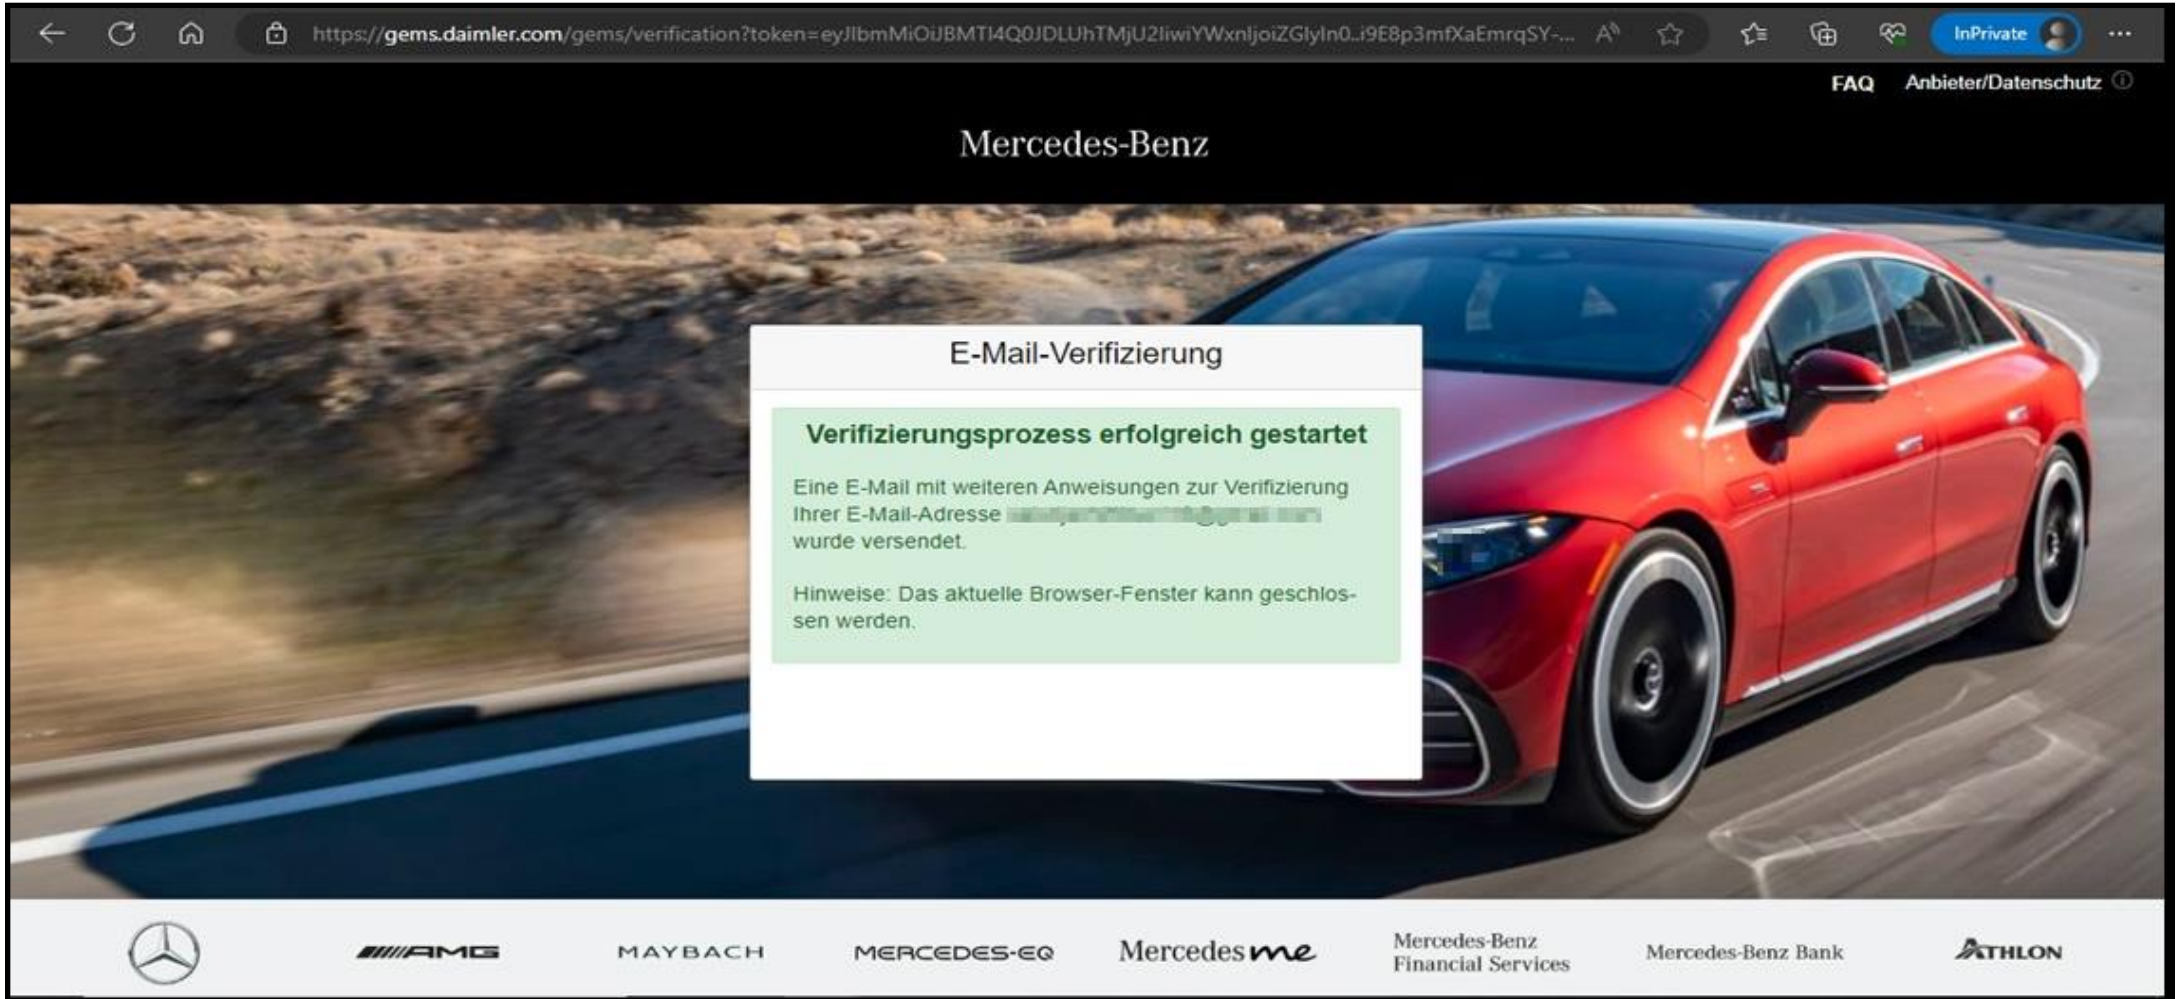 https://gems.daimler.com/gems/verification?token=eyJlbmMiOiJBMTI4Q0JDLUhTMjU2IiwiYWxnIjoiZGlyIn0..i9E8p3mfXaEmrqSY-...
InPrivate
FAQ Anbieter/Datenschutz
Mercedes-Benz
E-Mail-Verifizierung
Verifizierungsprozess erfolgreich gestartet
Eine E-Mail mit weiteren Anweisungen zur Verifizierung
Ihrer E-Mail-Adresse
wurde versendet.
Hinweise: Das aktuelle Browser-Fenster kann geschlos-
sen werden.
AMG
MAYBACH
MERCEDES-EQ
Mercedes me
Mercedes-Benz
Financial Services
Mercedes-Benz Bank
ATHLON